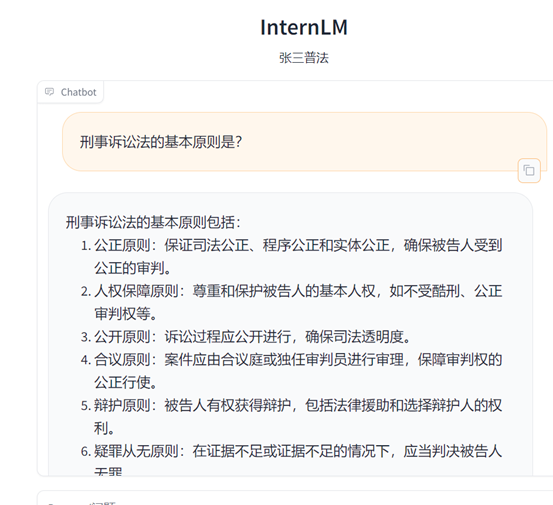 InternLM
张三普法
Chatbot
刑事诉讼法的基本原则是?
刑事诉讼法的基本原则包括:
1. 公正原则:保证司法公正、程序公正和实体公正,确保被告人受到
公正的审判。
2. 人权保障原则:尊重和保护被告人的基本人权,如不受酷刑、公正
审判权等。
3. 公开原则:诉讼过程应公开进行,确保司法透明度。
4. 合议原则:案件应由合议庭或独任审判员进行审理,保障审判权的
公正行使。
5. 辩护原则:被告人有权获得辩护,包括法律援助和选择辩护人的权
利。
6. 疑罪从无原则:在证据不足或证据不足的情况下,应当判决被告人
无罪